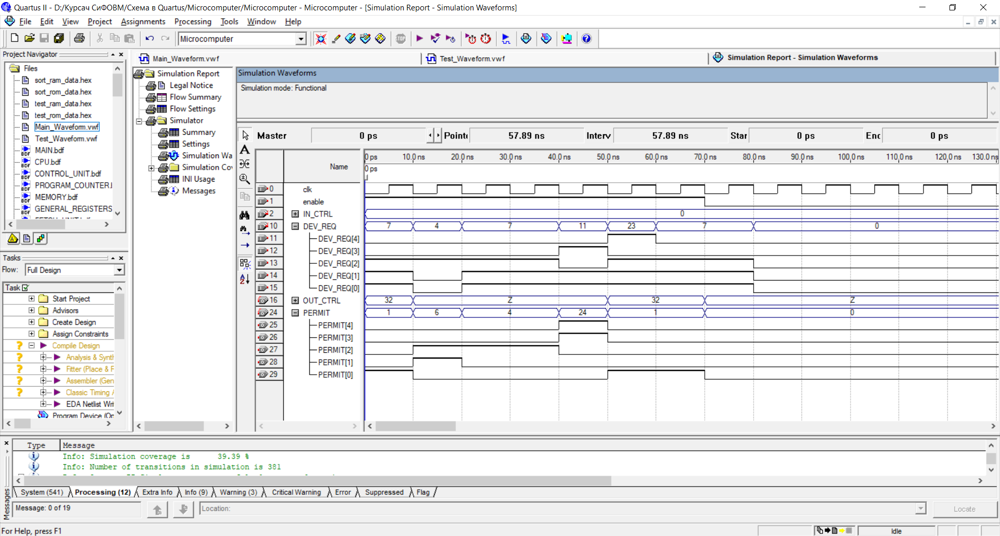 Quartus II - D:/Курсач СиФОВМ/Схема в Quartus/Microcomputer/Microcomputer - Microcomputer - [Simulation Report - Simulation Waveforms]
File Edit View Project Assignments Processing Tools Window Help
Microcomputer
Project Navigator
Files
sort_ram_data.hex
sort_rom_data.hex
test_ram_data.hex
test_rom_data.hex
Main_Waveform.vwf
Test_Waveform.vwf
MAIN.bdf
CPU.bdf
CONTROL_UNIT.bdf
PROGRAM_COUNTER.
MEMORY.bdf
GENERAL_REGISTERS
Tasks
Flow: Full Design
Task
Start Project
Advisors
Create Design
Assign Constraints
Compile Design
Analysis & Synth
Fitter (Place & F
Assembler (Gen
Classic Timing A
EDA Netlist Wri
Program Device (Op
Main_Waveform.vwf
Test_Waveform.vwf
Simulation Report - Simulation Waveforms
Simulation Report
Legal Notice
Flow Summary
Flow Settings
Simulator
Summary
Settings
Simulation Wa
Simulation Co
INI Usage
Messages
Simulation Waveforms
Simulation mode: Functional
Master 0 ps Point 57.89 ns Interv 57.89 ns Star 0 ps Enc 0 ps
Name
0 ps 10.0 ns 20.0 ns 30.0 ns 40.0 ns 50.0 ns 60.0 ns 70.0 ns 80.0 ns 90.0 ns 100.0 ns 110.0 ns 120.0 ns 130.0 ns
0 ps
0 clk
1 enable
2 IN_CTRL 0
10 DEV_REQ 7 4 7 11 23 7 0
11 DEV_REQ[4]
12 DEV_REQ[3]
13 DEV_REQ[2]
14 DEV_REQ[1]
15 DEV_REQ[0]
16 OUT_CTRL 32 Z 32 Z
24 PERMIT 1 6 4 24 1 0
25 PERMIT[4]
26 PERMIT[3]
27 PERMIT[2]
28 PERMIT[1]
29 PERMIT[0]
Type Message
Info: Simulation coverage is 39.39 %
Info: Number of transitions in simulation is 381
System (541) Processing (12) Extra Info Info (9) Warning (3) Critical Warning Error Suppressed Flag
Messages
Message: 0 of 19
Location:
Locate
For Help, press F1
Idle